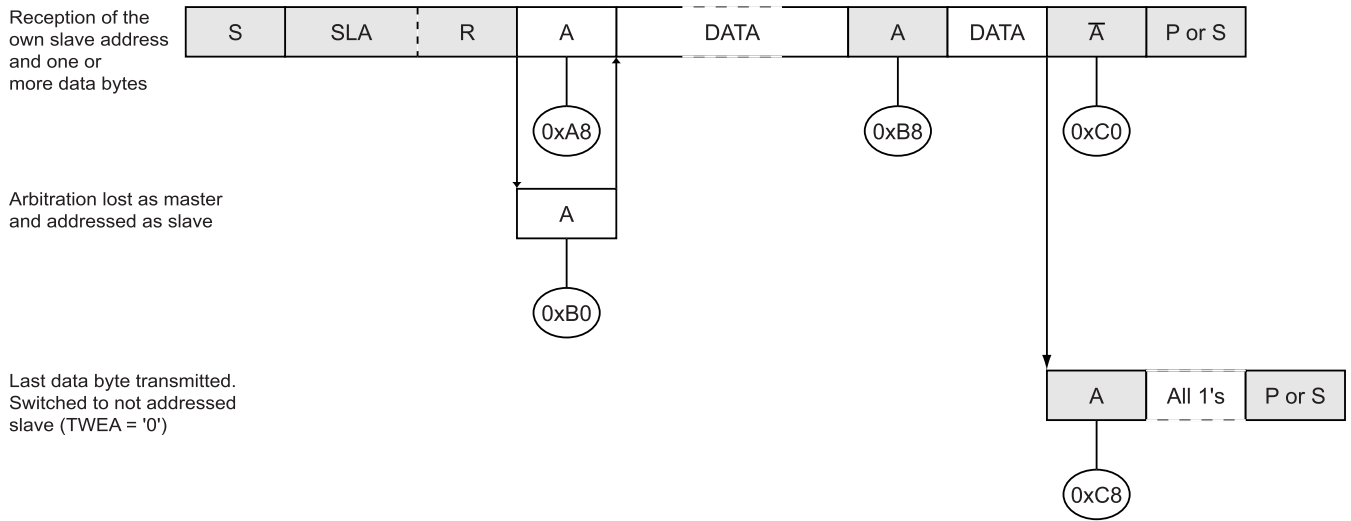 Reception of the
own slave address
and one or
more data bytes
S SLA R A DATA A DATA A̅ P or S
0xA8 0xB8 0xC0
Arbitration lost as master
and addressed as slave
A
0xB0
Last data byte transmitted.
Switched to not addressed
slave (TWEA = '0')
A All 1's P or S
0xC8